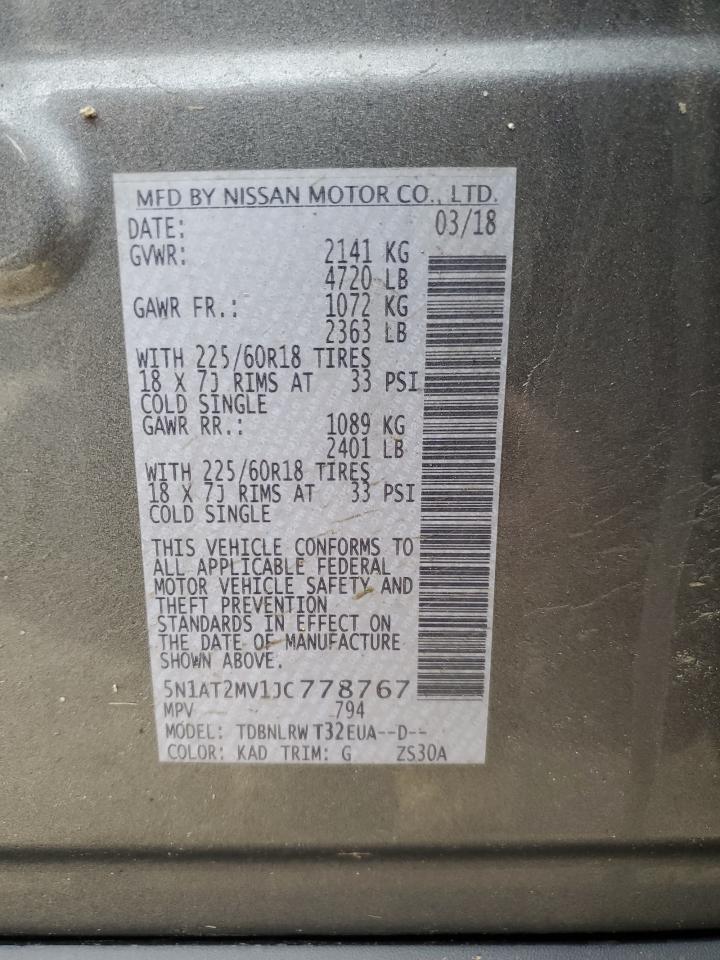 MFD BY NISSAN MOTOR CO., LTD.
DATE: 03/18
GVWR: 2141 KG
4720 LB
GAWR FR.: 1072 KG
2363 LB
WITH 225/60R18 TIRES
18 X 7J RIMS AT 33 PSI
COLD SINGLE
GAWR RR.: 1089 KG
2401 LB
WITH 225/60R18 TIRES
18 X 7J RIMS AT 33 PSI
COLD SINGLE
THIS VEHICLE CONFORMS TO
ALL APPLICABLE FEDERAL
MOTOR VEHICLE SAFETY AND
THEFT PREVENTION
STANDARDS IN EFFECT ON
THE DATE OF MANUFACTURE
SHOWN ABOVE.
5N1AT2MV1JC778767
MPV 794
MODEL: TDBNLRW T32EUA--D--
COLOR: KAD TRIM: G ZS30A